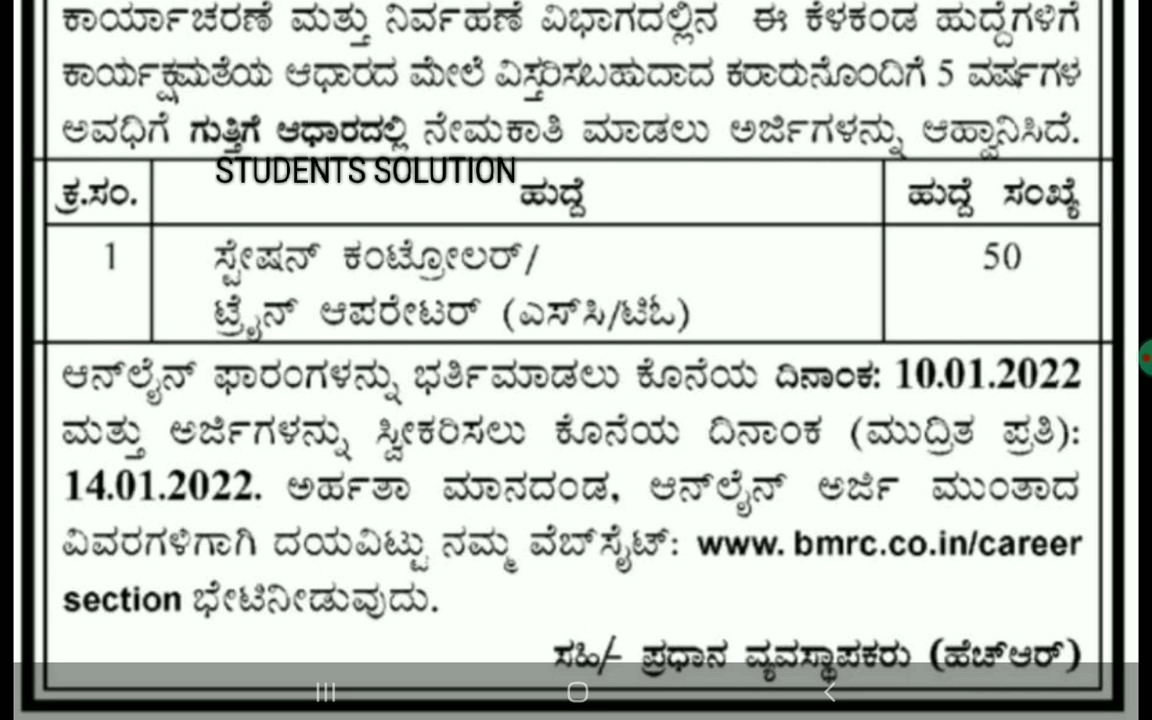 ಕಾರ್ಯಾಚರಣೆ ಮತ್ತು ನಿರ್ವಹಣೆ ವಿಭಾಗದಲ್ಲಿನ ಈ ಕೆಳಕಂಡ ಹುದ್ದೆಗಳಿಗೆ
ಕಾರ್ಯಕ್ಷಮತೆಯ ಆಧಾರದ ಮೇಲೆ ವಿಸ್ತರಿಸಬಹುದಾದ ಕರಾರುನೊಂದಿಗೆ 5 ವರ್ಷಗಳ
ಅವಧಿಗೆ ಗುತ್ತಿಗೆ ಆಧಾರದಲ್ಲಿ ನೇಮಕಾತಿ ಮಾಡಲು ಅರ್ಜಿಗಳನ್ನು ಆಹ್ವಾನಿಸಿದೆ.
STUDENTS SOLUTION
ಕ್ರ.ಸಂ. ಹುದ್ದೆ ಹುದ್ದೆ ಸಂಖ್ಯೆ
1 ಸ್ಟೇಷನ್ ಕಂಟ್ರೋಲರ್/ 50
ಟ್ರೈನ್ ಆಪರೇಟರ್ (ಎಸ್‌ಸಿ/ಟಿಓ)
ಆನ್‌ಲೈನ್ ಫಾರಂಗಳನ್ನು ಭರ್ತಿಮಾಡಲು ಕೊನೆಯ ದಿನಾಂಕ: 10.01.2022
ಮತ್ತು ಅರ್ಜಿಗಳನ್ನು ಸ್ವೀಕರಿಸಲು ಕೊನೆಯ ದಿನಾಂಕ (ಮುದ್ರಿತ ಪ್ರತಿ):
14.01.2022. ಅರ್ಹತಾ ಮಾನದಂಡ, ಆನ್‌ಲೈನ್ ಅರ್ಜಿ ಮುಂತಾದ
ವಿವರಗಳಿಗಾಗಿ ದಯವಿಟ್ಟು ನಮ್ಮ ವೆಬ್‌ಸೈಟ್: www. bmrc.co.in/career
section ಭೇಟಿನೀಡುವುದು.
ಸಹಿ/- ಪ್ರಧಾನ ವ್ಯವಸ್ಥಾಪಕರು (ಹೆಚ್‌ಆರ್)